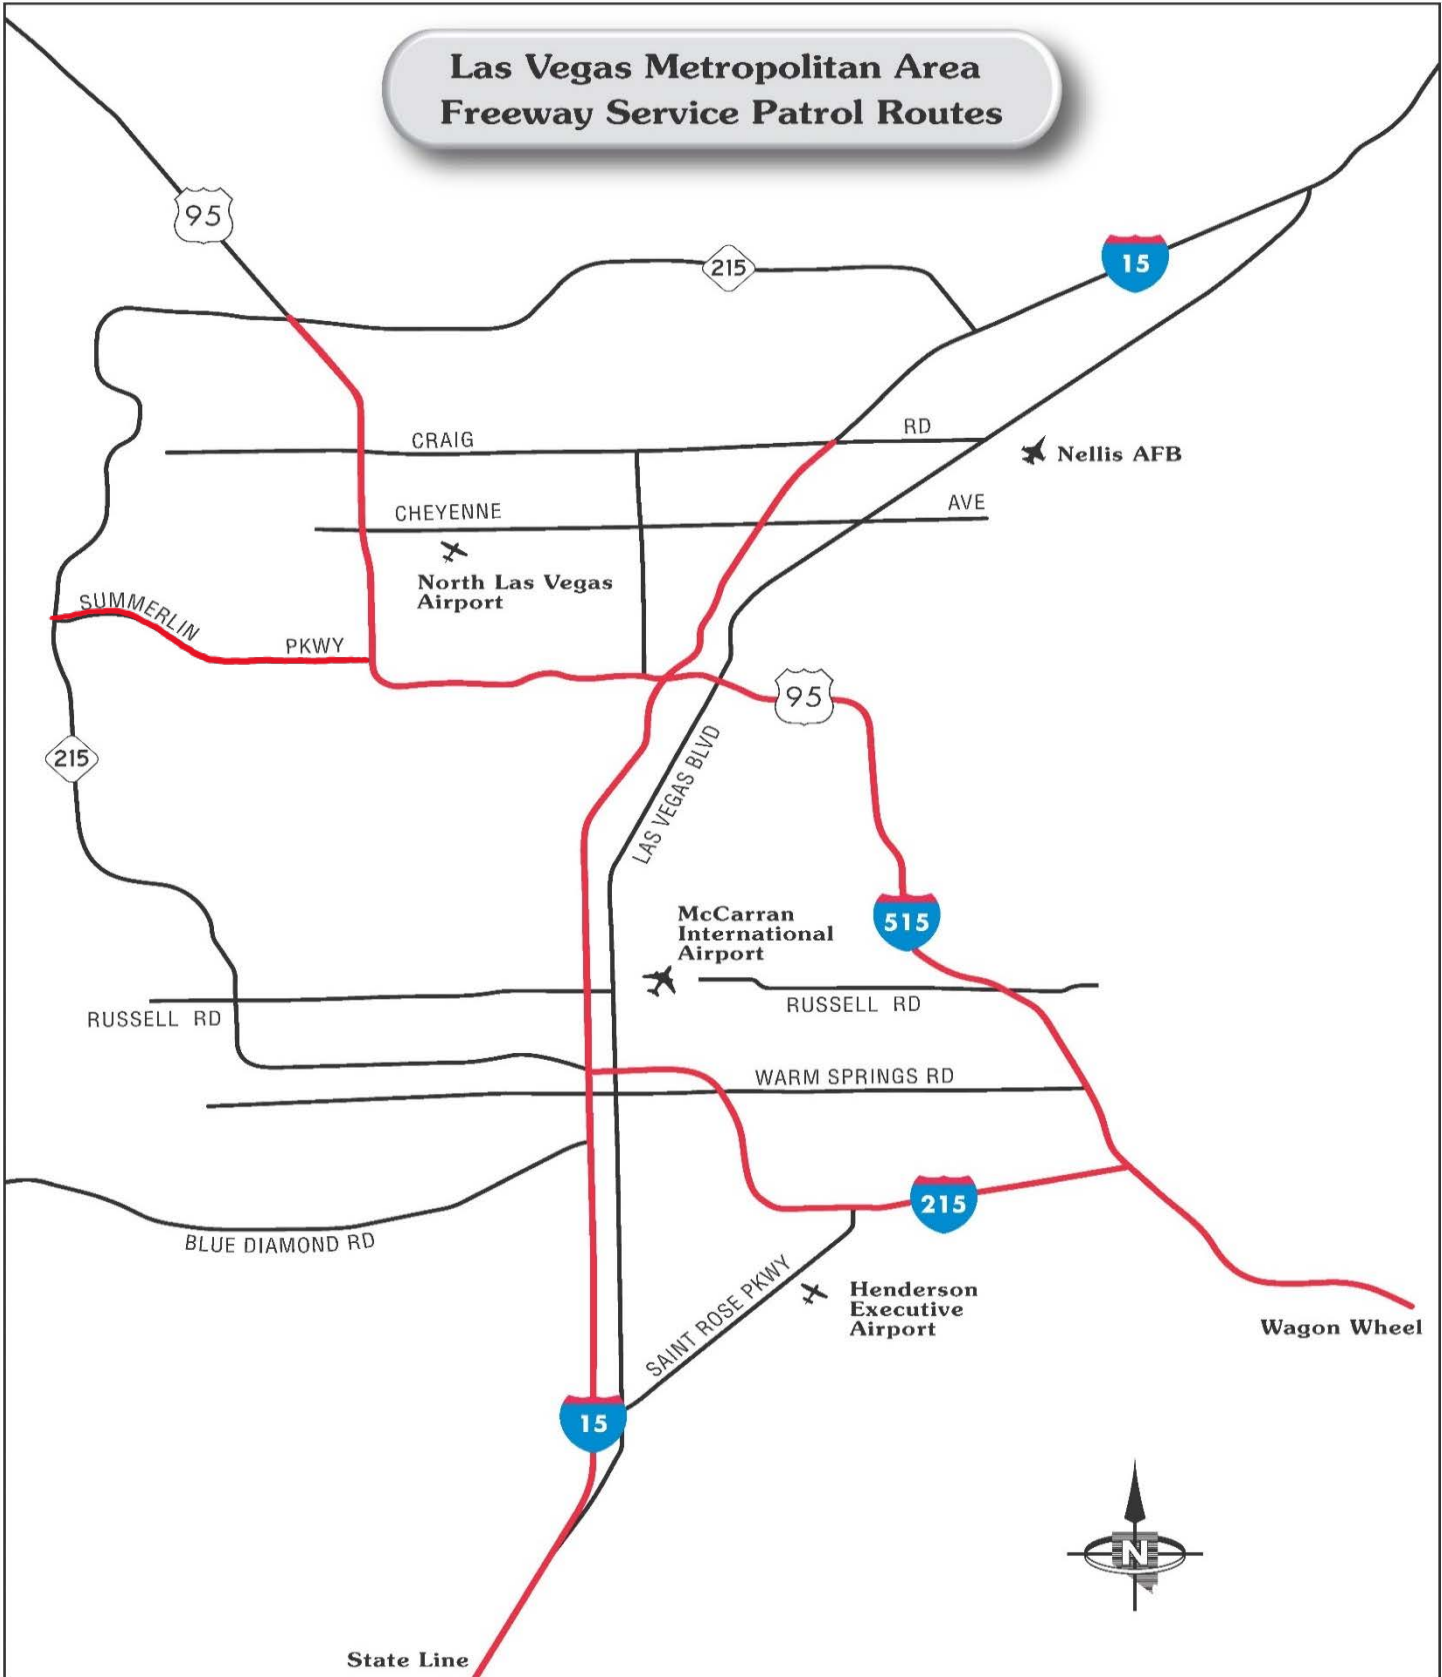 Las Vegas Metropolitan Area
Freeway Service Patrol Routes
95
215
15
CRAIG
RD
Nellis AFB
CHEYENNE
AVE
North Las Vegas
Airport
SUMMERLIN
PKWY
95
215
LAS VEGAS BLVD
McCarran
International
Airport
515
RUSSELL RD
RUSSELL RD
WARM SPRINGS RD
215
BLUE DIAMOND RD
SAINT ROSE PKWY
Henderson
Executive
Airport
Wagon Wheel
15
N
State Line